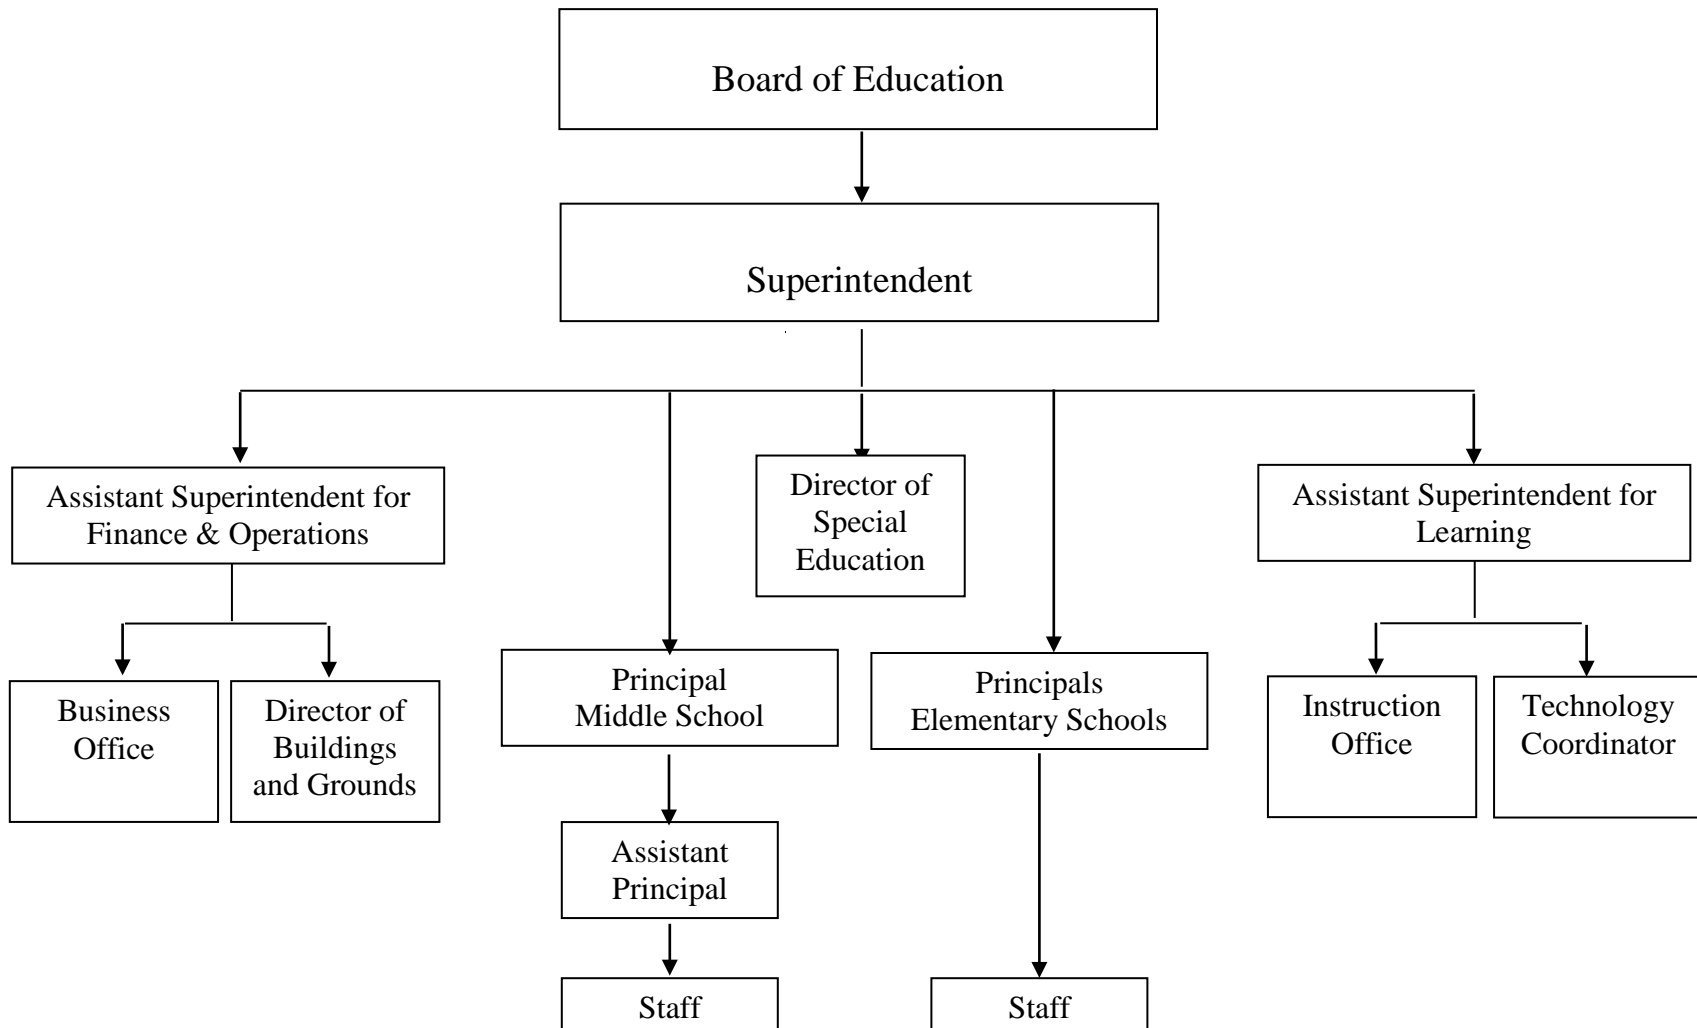 Board of Education
Superintendent
Assistant Superintendent for
Finance & Operations
Director of
Special
Education
Assistant Superintendent for
Learning
Business
Office
Director of
Buildings
and Grounds
Principal
Middle School
Principals
Elementary Schools
Instruction
Office
Technology
Coordinator
Assistant
Principal
Staff
Staff